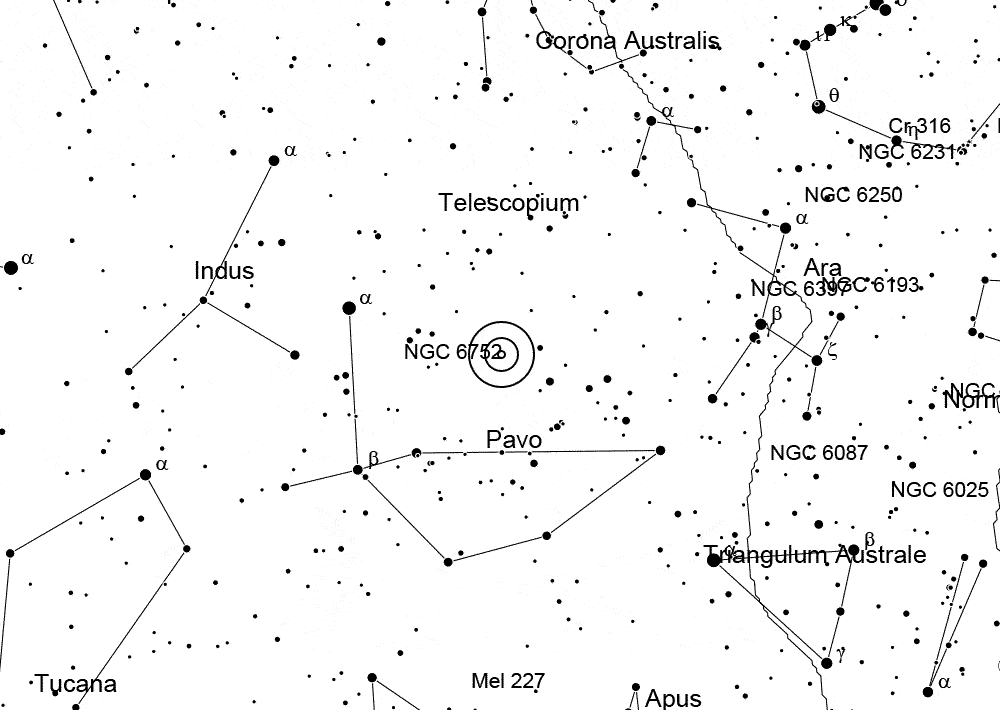 σ
κ
ι1
Corona Australis
θ
α
Cr 316
η
NGC 6231
α
NGC 6250
Telescopium
α
α
Indus
Ara
NGC 6397
NGC 6193
α
β
γ
ζ
NGC 6752
NGC
Norm
Pavo
β
NGC 6087
α
NGC 6025
β
α
Triangulum Australe
γ
Tucana
Mel 227
α
Apus